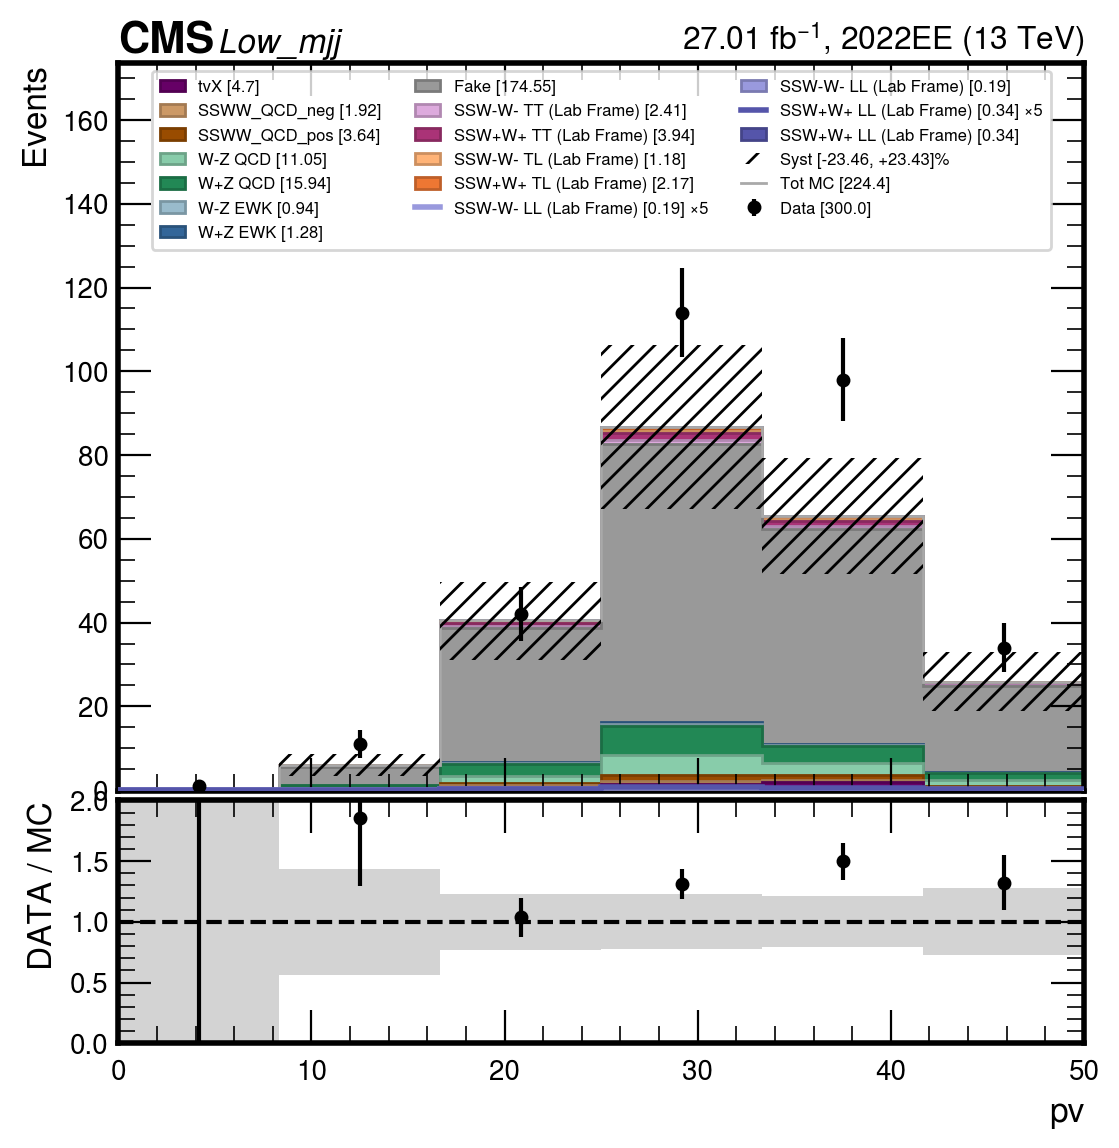 CMS Low_mjj 27.01 fb⁻¹, 2022EE (13 TeV)
Events
tvX [4.7]
SSWW_QCD_neg [1.92]
SSWW_QCD_pos [3.64]
W-Z QCD [11.05]
W+Z QCD [15.94]
W-Z EWK [0.94]
W+Z EWK [1.28]
Fake [174.55]
SSW-W- TT (Lab Frame) [2.41]
SSW+W+ TT (Lab Frame) [3.94]
SSW-W- TL (Lab Frame) [1.18]
SSW+W+ TL (Lab Frame) [2.17]
SSW-W- LL (Lab Frame) [0.19] ×5
SSW-W- LL (Lab Frame) [0.19]
SSW+W+ LL (Lab Frame) [0.34] ×5
SSW+W+ LL (Lab Frame) [0.34]
Syst [-23.46, +23.43]%
Tot MC [224.4]
Data [300.0]
160
140
120
100
80
60
40
20
0
DATA / MC
2.0
1.5
1.0
0.5
0.0
0 10 20 30 40 50
pv